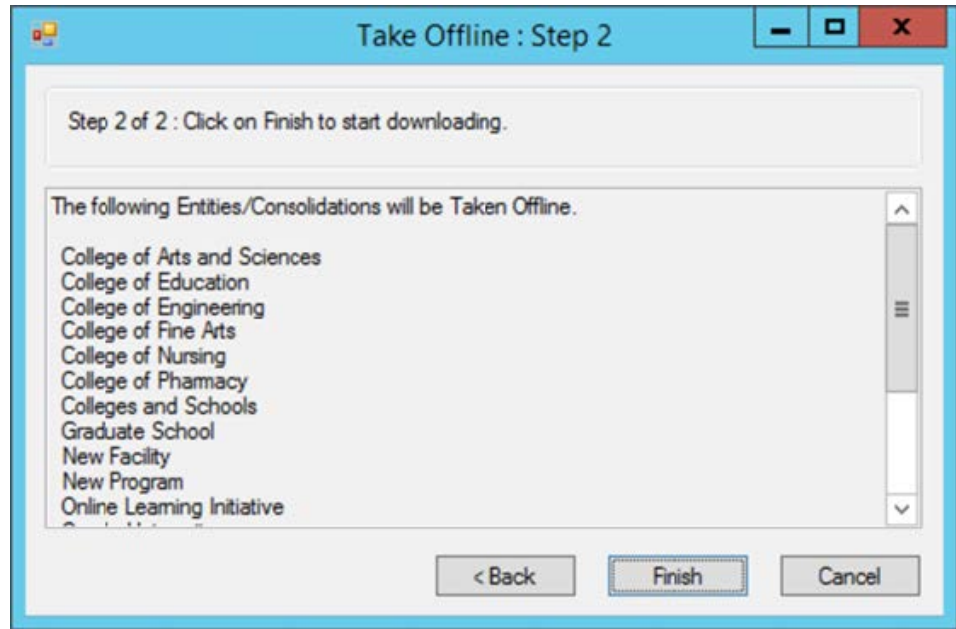 Take Offline : Step 2
Step 2 of 2 : Click on Finish to start downloading.
The following Entities/Consolidations will be Taken Offline.
College of Arts and Sciences
College of Education
College of Engineering
College of Fine Arts
College of Nursing
College of Pharmacy
Colleges and Schools
Graduate School
New Facility
New Program
Online Learning Initiative
< Back
Finish
Cancel